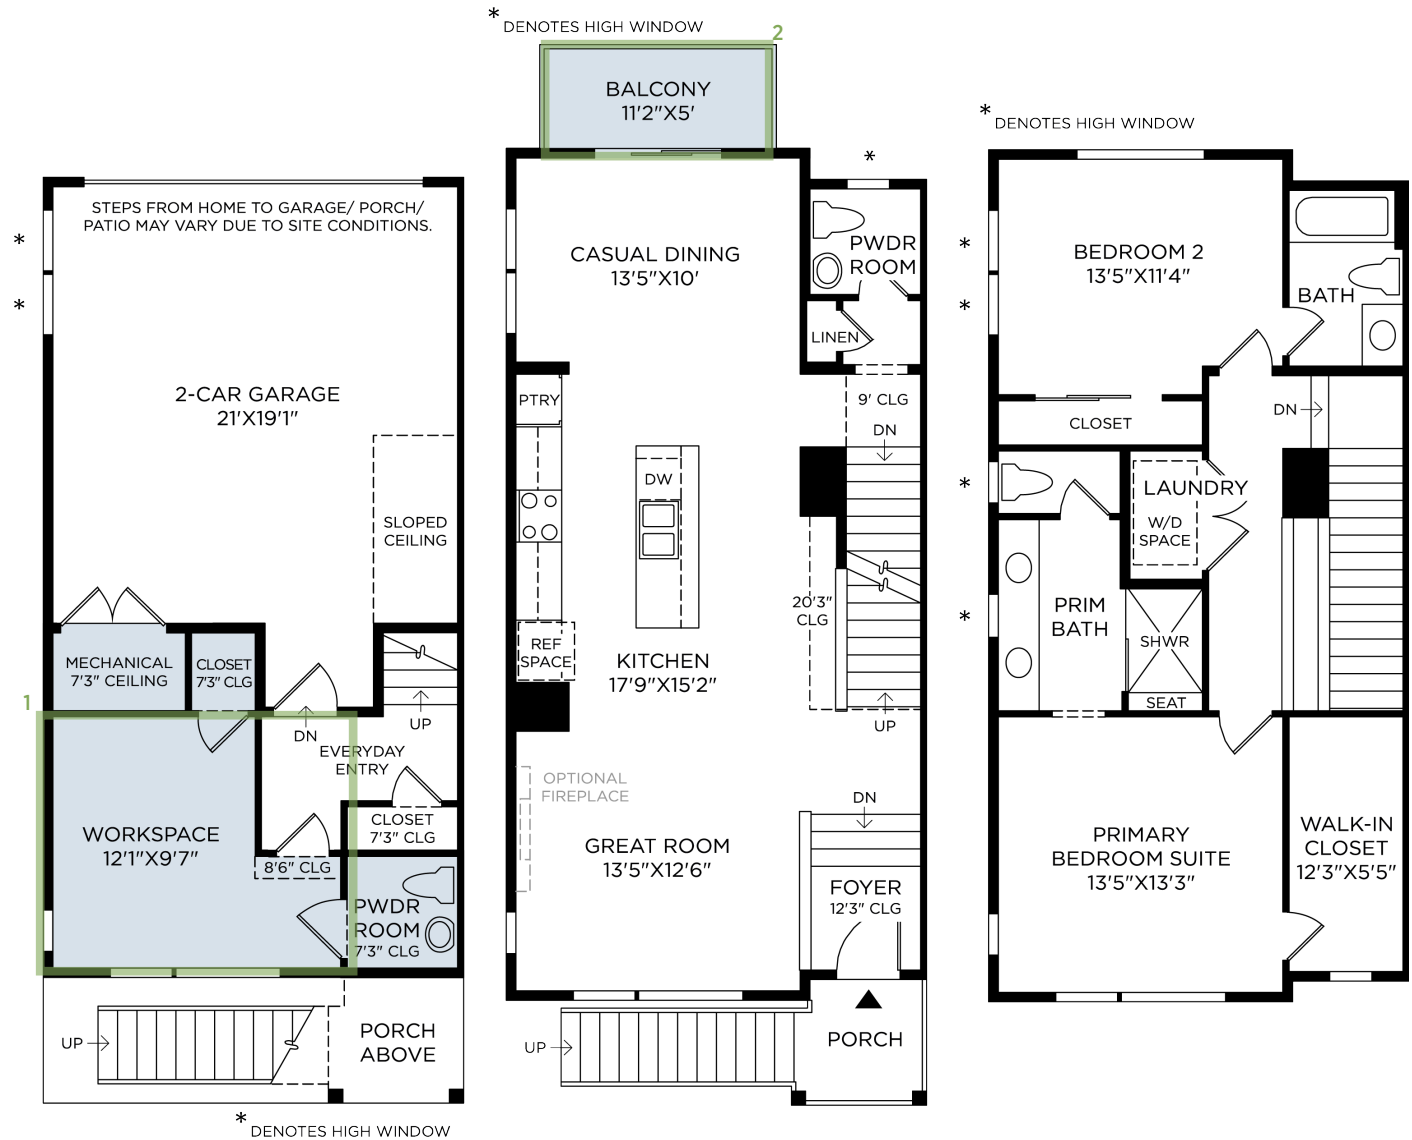 *
DENOTES HIGH WINDOW
2
BALCONY
11'2"X5'
*
DENOTES HIGH WINDOW
*
STEPS FROM HOME TO GARAGE/ PORCH/
PATIO MAY VARY DUE TO SITE CONDITIONS.
*
*
2-CAR GARAGE
21'X19'1"
SLOPED
CEILING
MECHANICAL
7'3" CEILING
CLOSET
7'3" CLG
1
UP
DN
EVERYDAY
ENTRY
WORKSPACE
12'1"X9'7"
CLOSET
7'3" CLG
8'6" CLG
PWDR
ROOM
7'3" CLG
UP
PORCH
ABOVE
*
DENOTES HIGH WINDOW
CASUAL DINING
13'5"X10'
PWDR
ROOM
LINEN
PTRY
9' CLG
DN
DW
20'3"
CLG
REF
SPACE
KITCHEN
17'9"X15'2"
UP
OPTIONAL
FIREPLACE
DN
GREAT ROOM
13'5"X12'6"
FOYER
12'3" CLG
UP
PORCH
*
*
BEDROOM 2
13'5"X11'4"
BATH
DN
CLOSET
*
LAUNDRY
W/D
SPACE
*
PRIM
BATH
SHWR
SEAT
PRIMARY
BEDROOM SUITE
13'5"X13'3"
WALK-IN
CLOSET
12'3"X5'5"